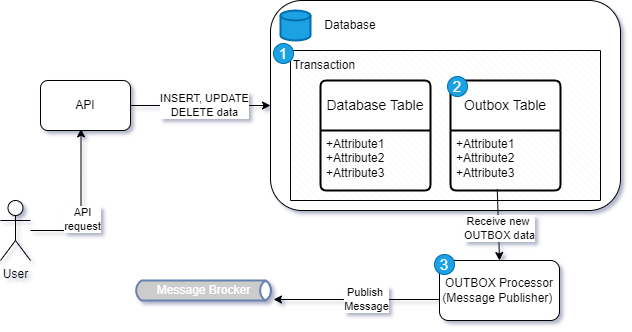 Database
1
Transaction
API
INSERT, UPDATE
DELETE data
Database Table
+Attribute1
+Attribute2
+Attribute3
2
Outbox Table
+Attribute1
+Attribute2
+Attribute3
API
request
User
Receive new
OUTBOX data
3
OUTBOX Processor
(Message Publisher)
Publish
Message
Message Brocker